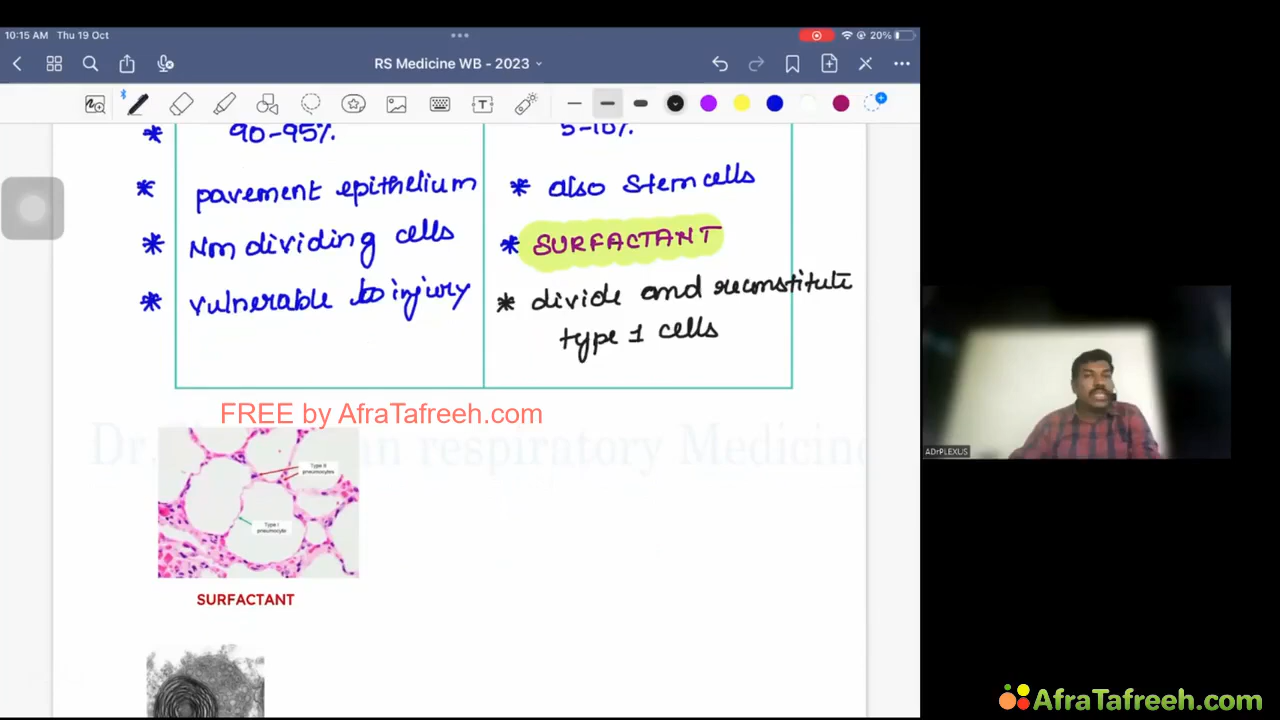 10:15 AM Thu 19 Oct
20%
RS Medicine WB - 2023
* 90-95%. 5-10%.
* pavement epithelium * also Stem cells
* Non dividing cells * SURFACTANT
* vulnerable to injury * divide and reconstitute
type 1 cells
FREE by AfraTafreeh.com
respiratory Medicine
Type II
pneumocytes
Type I
pneumocyte
SURFACTANT
ADrPLEXUS
AfraTafreeh.com